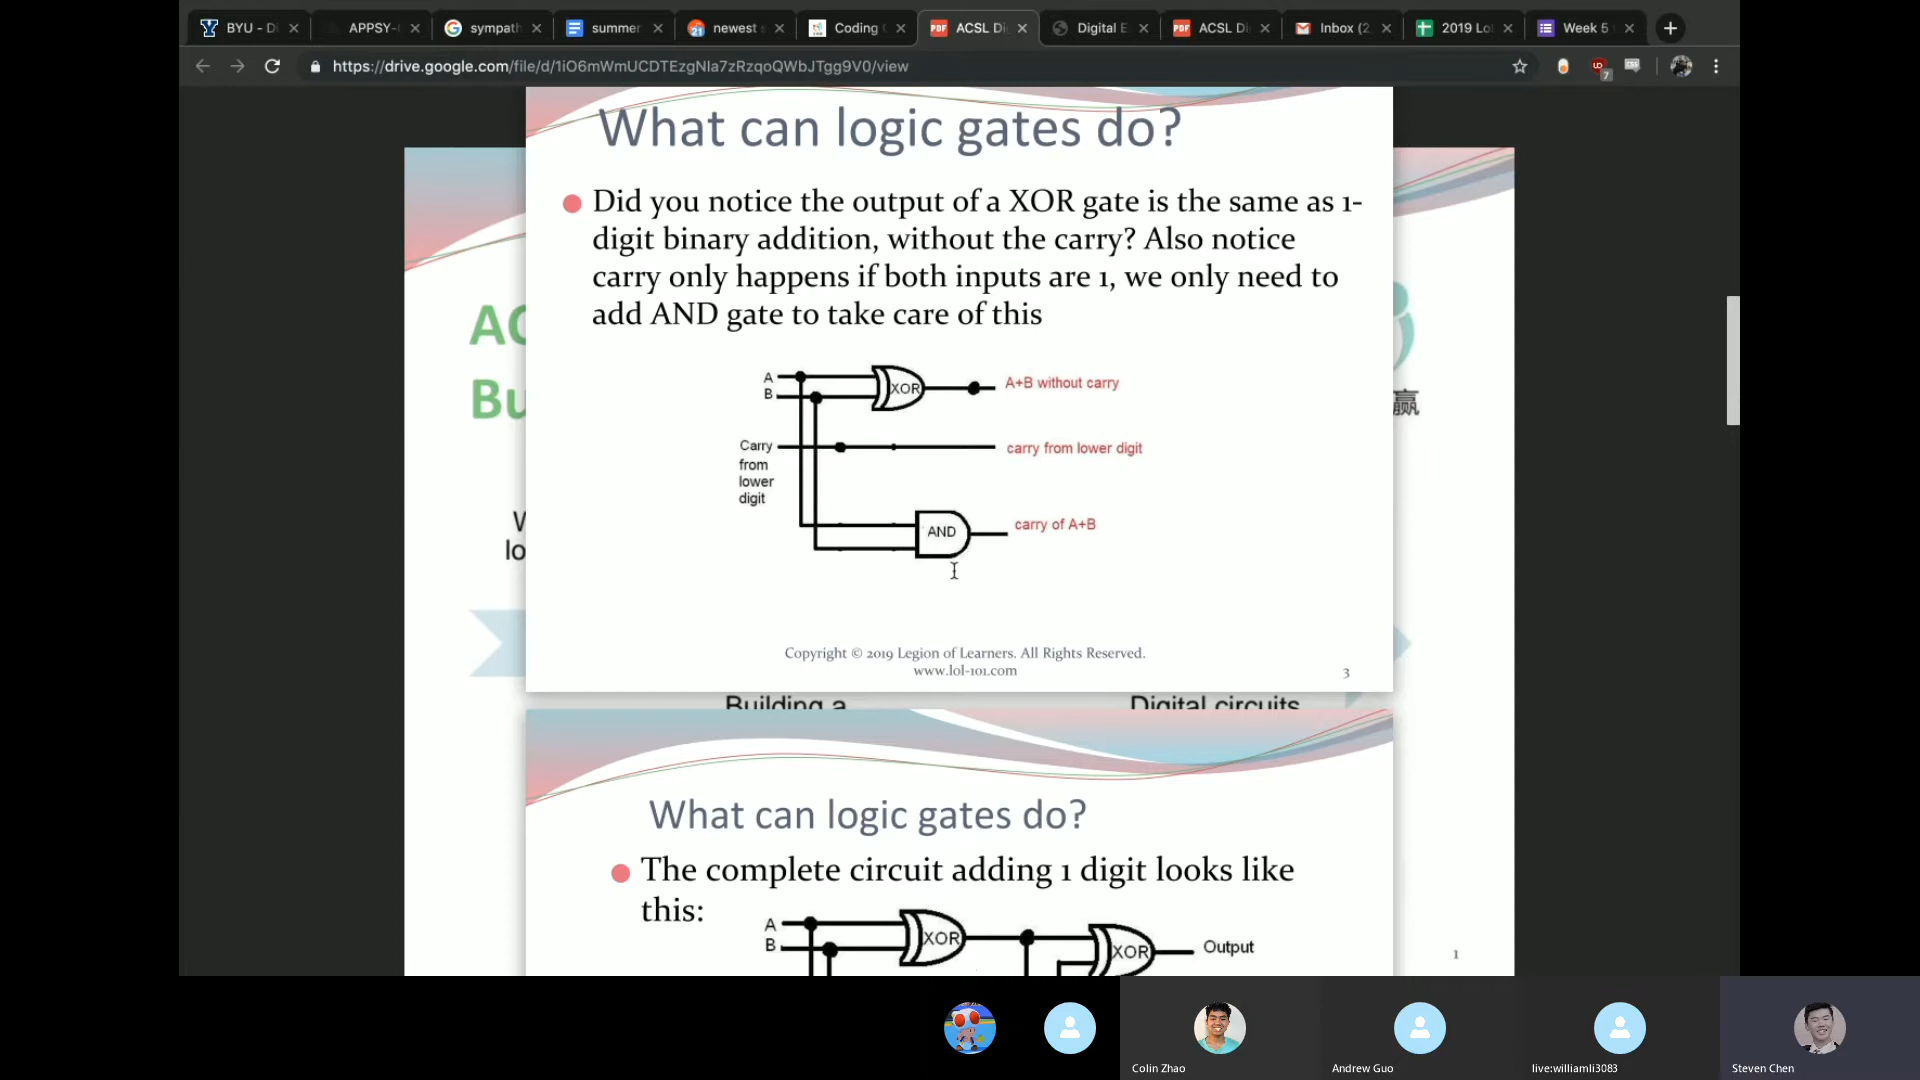 BYU - Di
APPSY-
sympath
summer
newest s
Coding
ACSL Di
Digital E
ACSL Di
Inbox (2
2019 Lo
Week 5
https://drive.google.com/file/d/1iO6mWmUCDTEzgNla7zRzqoQWbJTgg9V0/view
7
What can logic gates do?
Did you notice the output of a XOR gate is the same as 1-
digit binary addition, without the carry? Also notice
carry only happens if both inputs are 1, we only need to
add AND gate to take care of this
AC
Bu
赢
A
B
XOR
A+B without carry
Carry
from
lower
digit
carry from lower digit
AND
carry of A+B
lo
Copyright © 2019 Legion of Learners. All Rights Reserved.
www.lol-101.com
3
Building a
Digital circuits
What can logic gates do?
The complete circuit adding 1 digit looks like
this:
A
B
XOR
XOR
Output
1
Colin Zhao
Andrew Guo
live:williamli3083
Steven Chen